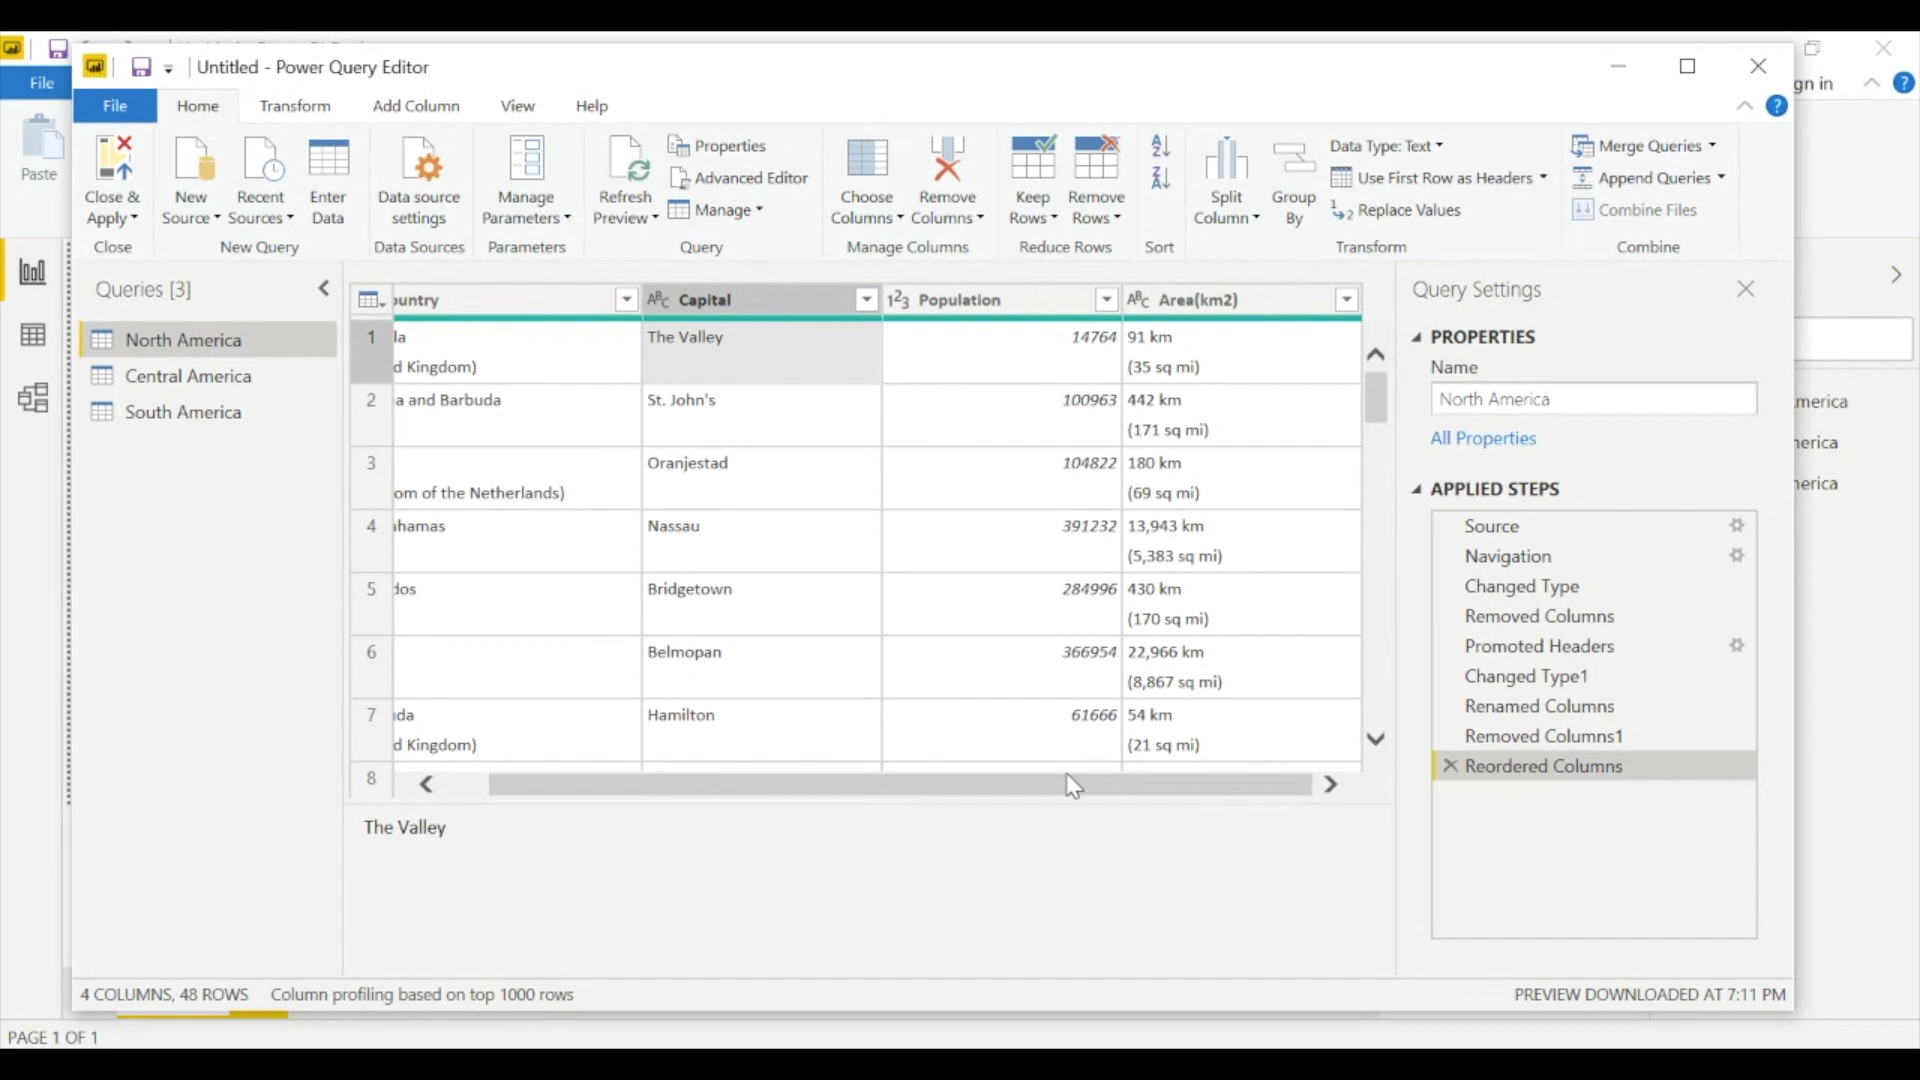 Untitled - Power Query Editor
File
gn in
File Home Transform Add Column View Help
Paste
Close & Apply
New Source
Recent Sources
Enter Data
Data source settings
Manage Parameters
Refresh Preview
Properties
Advanced Editor
Manage
Choose Columns
Remove Columns
Keep Rows
Remove Rows
Split Column
Group By
Data Type: Text
Use First Row as Headers
Replace Values
Merge Queries
Append Queries
Combine Files
Close
New Query
Data Sources
Parameters
Query
Manage Columns
Reduce Rows
Sort
Transform
Combine
Queries [3]
North America
Central America
South America
untry ABC Capital 123 Population ABC Area(km2)
1 la The Valley 14764 91 km
d Kingdom) (35 sq mi)
2 a and Barbuda St. John's 100963 442 km
(171 sq mi)
3 Oranjestad 104822 180 km
om of the Netherlands) (69 sq mi)
4 hamas Nassau 391232 13,943 km
(5,383 sq mi)
5 dos Bridgetown 284996 430 km
(170 sq mi)
6 Belmopan 366954 22,966 km
(8,867 sq mi)
7 da Hamilton 61666 54 km
d Kingdom) (21 sq mi)
8
The Valley
Query Settings
PROPERTIES
Name
North America
All Properties
APPLIED STEPS
Source
Navigation
Changed Type
Removed Columns
Promoted Headers
Changed Type1
Renamed Columns
Removed Columns1
Reordered Columns
merica
nerica
nerica
4 COLUMNS, 48 ROWS Column profiling based on top 1000 rows
PREVIEW DOWNLOADED AT 7:11 PM
PAGE 1 OF 1